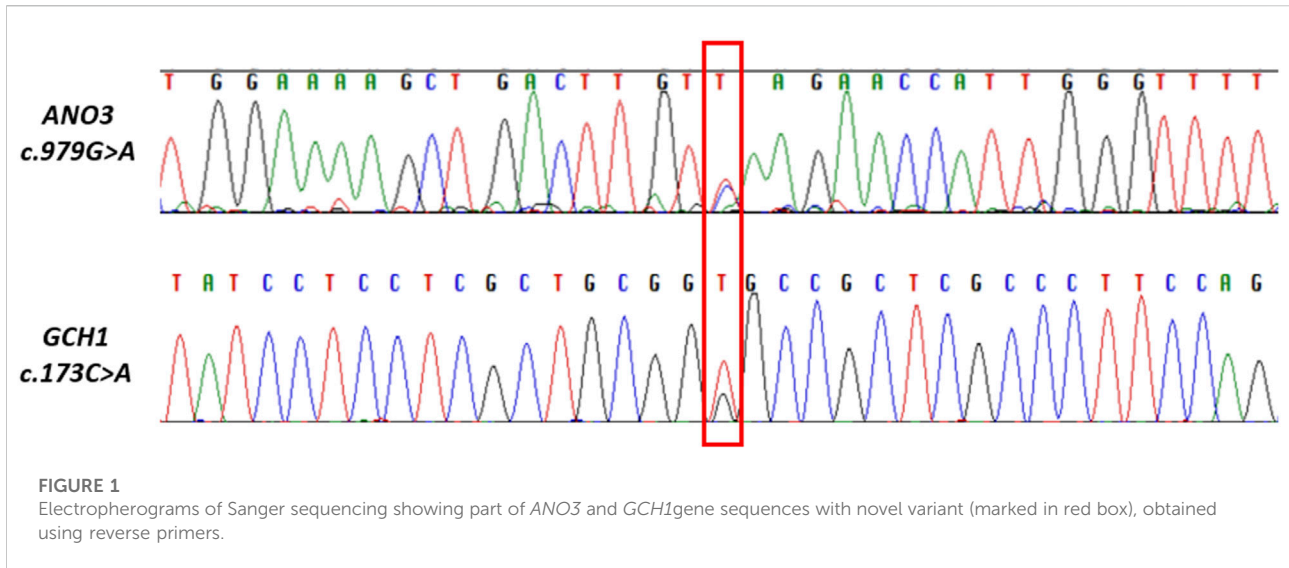 T G G A A A A G C T G A C T T G T T A G A A C C A T T G G G T T T T
ANO3
c.979G>A
T A T C C T C C T C G C T G C G G T G C C G C T C G C C C T T C C A G
GCH1
c.173C>A
FIGURE 1
Electropherograms of Sanger sequencing showing part of ANO3 and GCH1gene sequences with novel variant (marked in red box), obtained
using reverse primers.